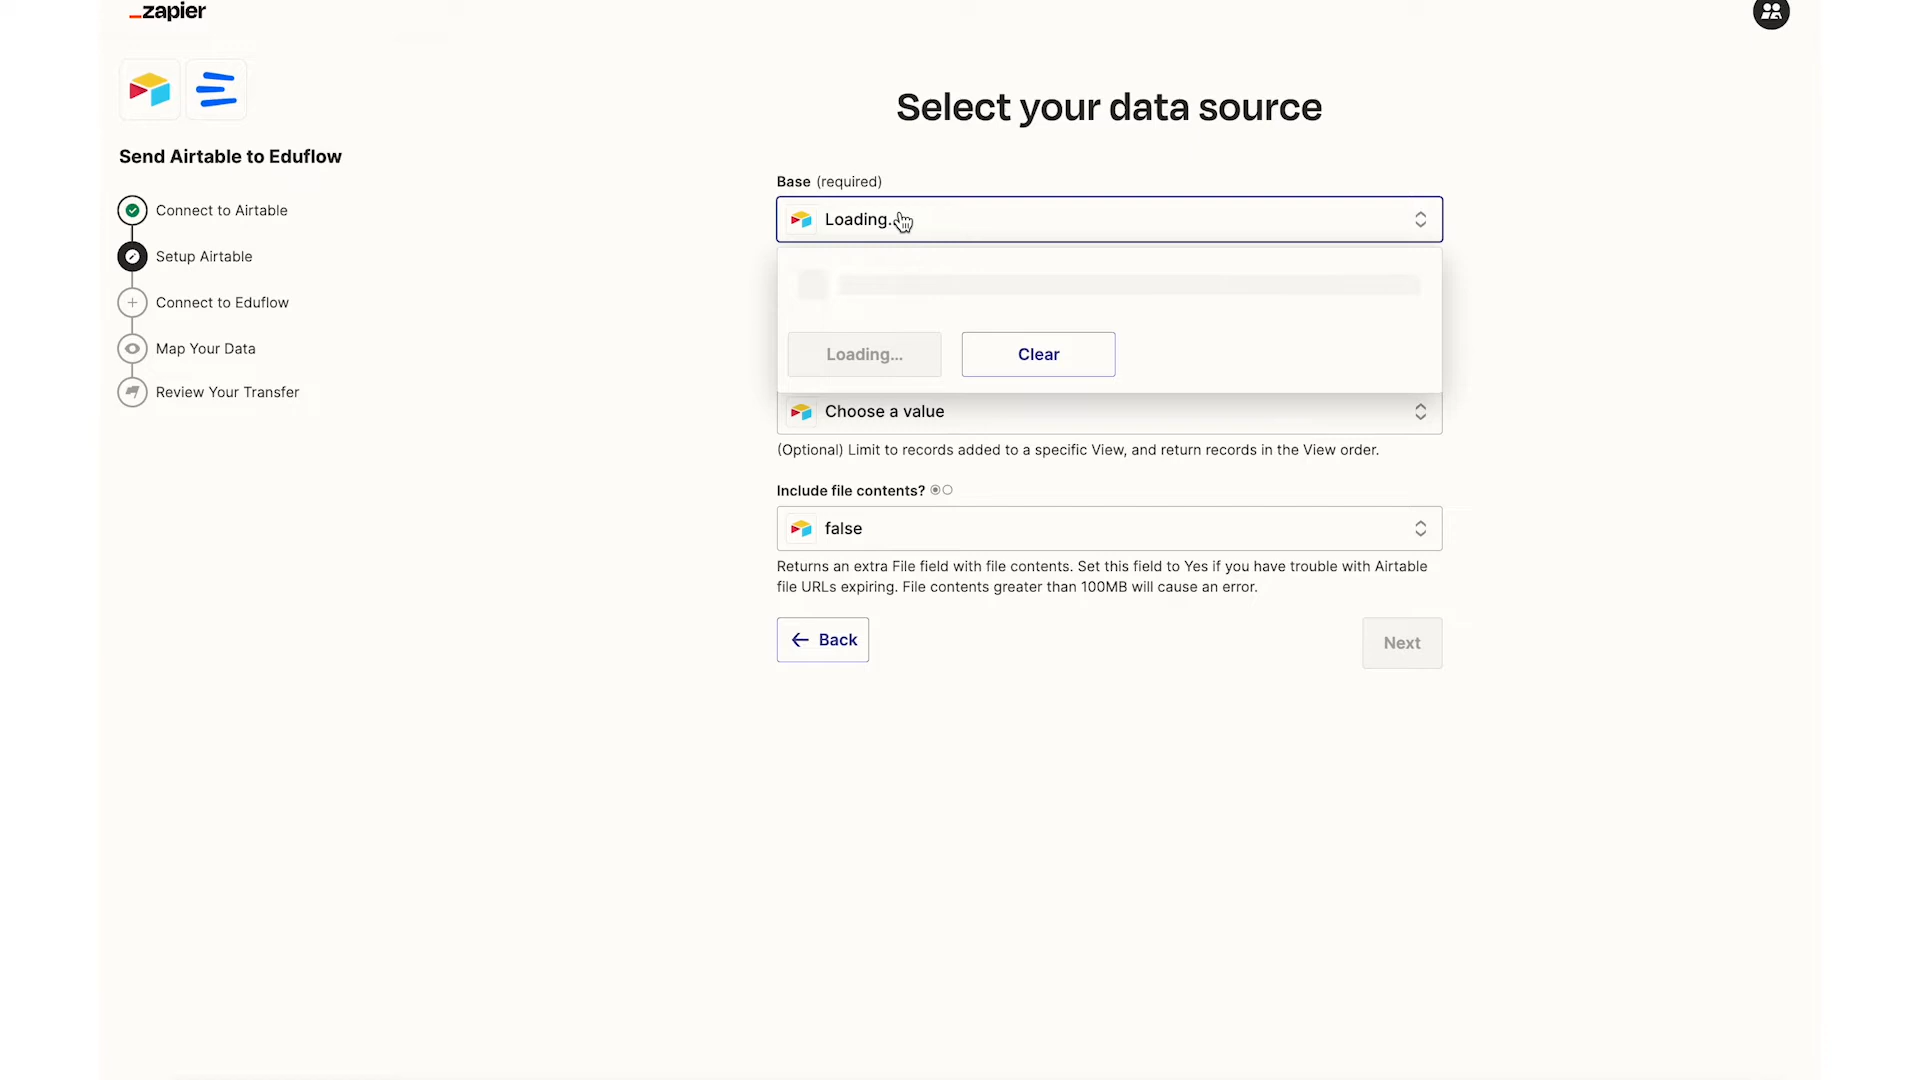 _zapier
Select your data source
Send Airtable to Eduflow
Base (required)
Connect to Airtable
Loading...
Setup Airtable
Connect to Eduflow
Map Your Data
Loading...
Clear
Review Your Transfer
Choose a value
(Optional) Limit to records added to a specific View, and return records in the View order.
Include file contents?
false
Returns an extra File field with file contents. Set this field to Yes if you have trouble with Airtable
file URLs expiring. File contents greater than 100MB will cause an error.
Back
Next